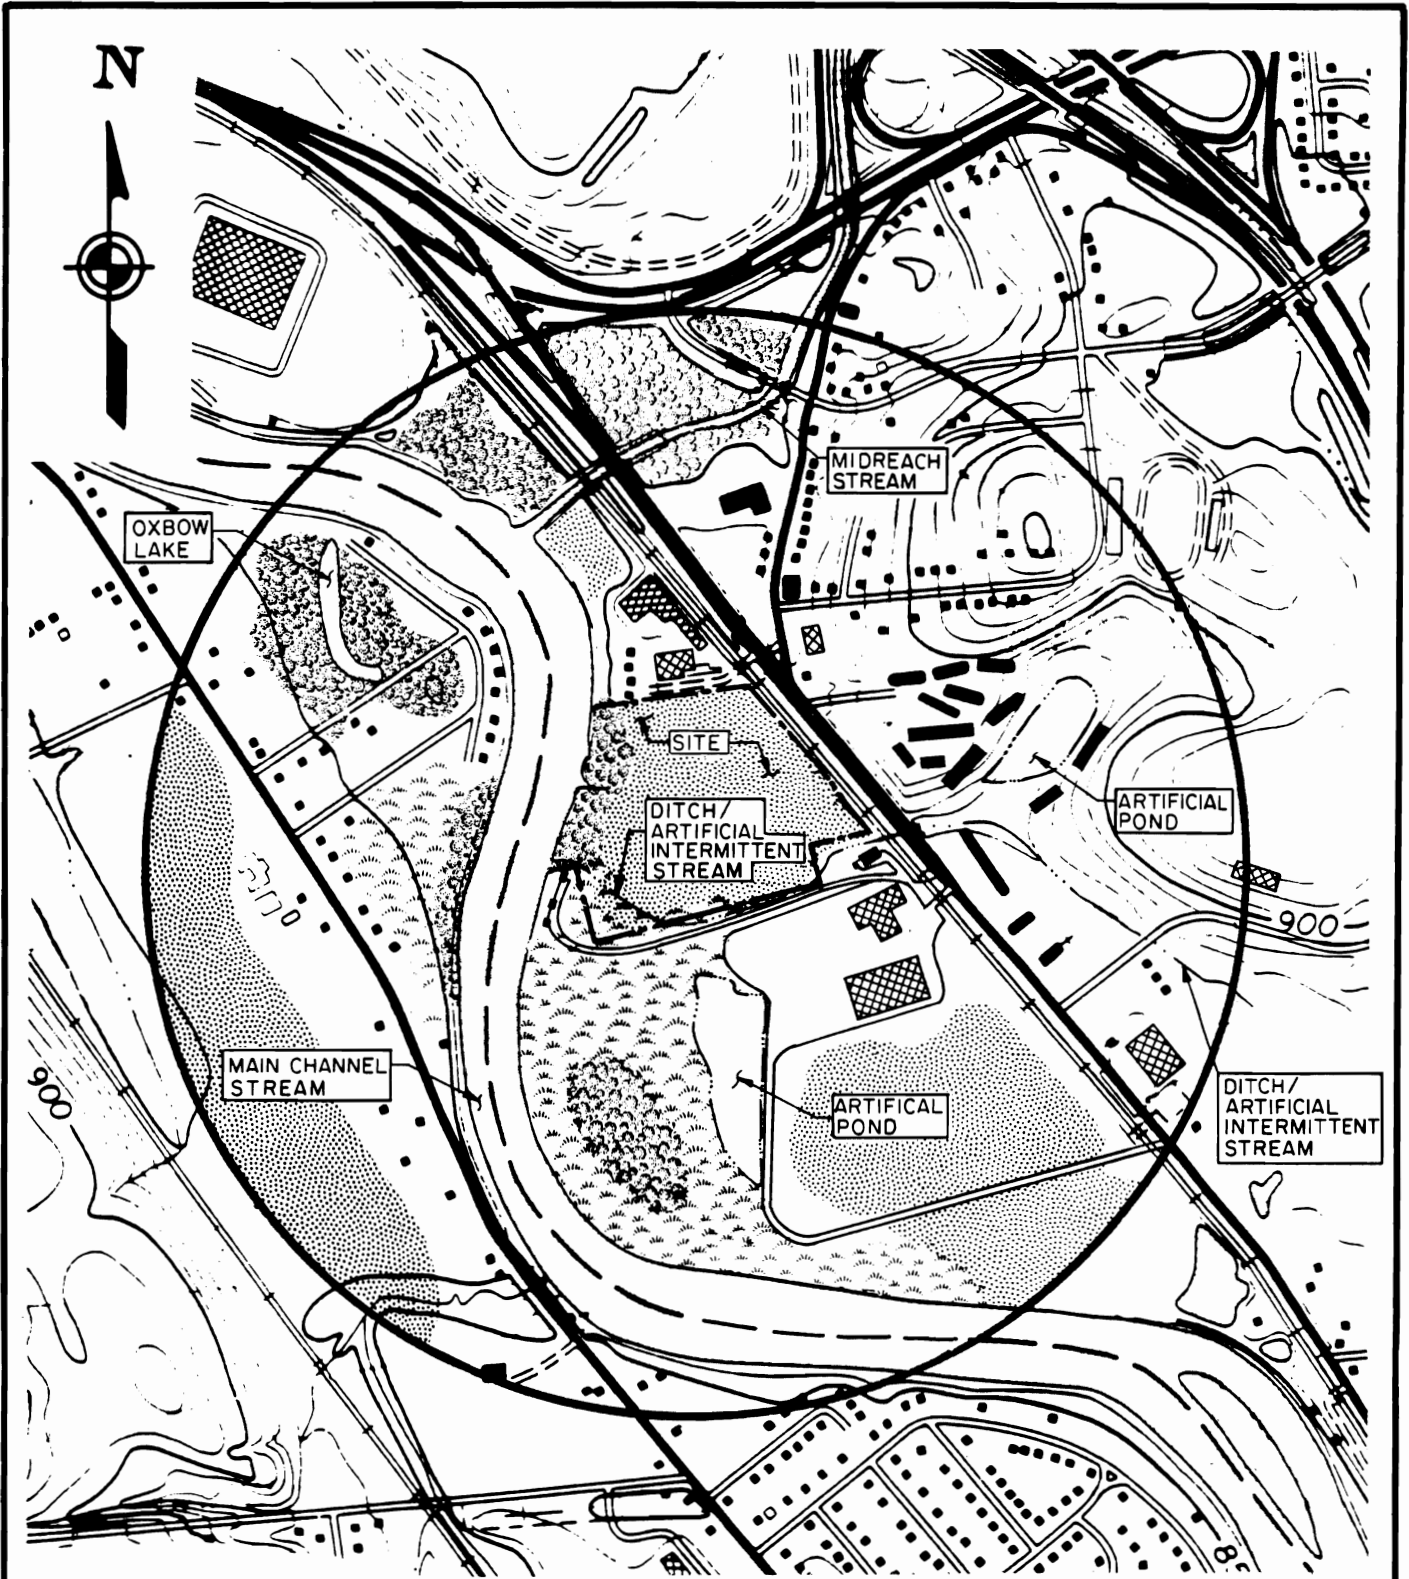 N
MIDREACH
STREAM
OXBOW
LAKE
SITE
DITCH/
ARTIFICIAL
INTERMITTENT
STREAM
ARTIFICIAL
POND
900
MAIN CHANNEL
STREAM
900
ARTIFICAL
POND
DITCH/
ARTIFICIAL
INTERMITTENT
STREAM